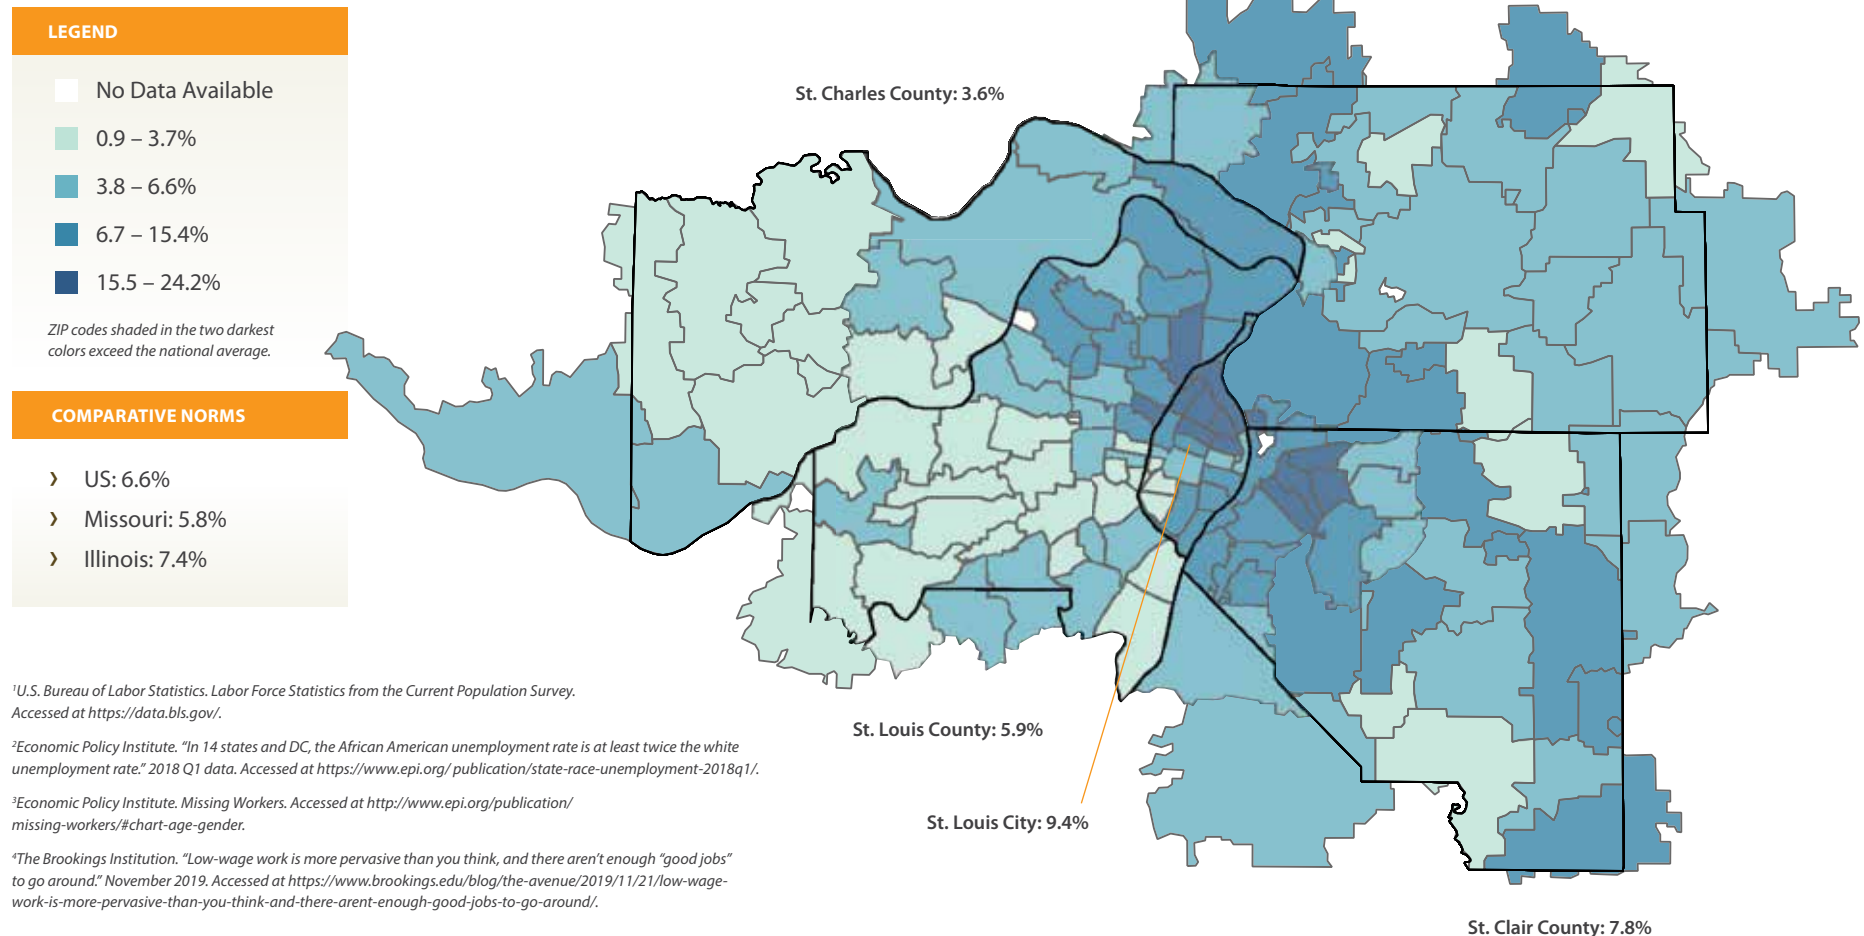 LEGEND
No Data Available
0.9 – 3.7%
3.8 – 6.6%
6.7 – 15.4%
15.5 – 24.2%
ZIP codes shaded in the two darkest
colors exceed the national average.
COMPARATIVE NORMS
› US: 6.6%
› Missouri: 5.8%
› Illinois: 7.4%
St. Charles County: 3.6%
St. Louis County: 5.9%
St. Louis City: 9.4%
St. Clair County: 7.8%
¹U.S. Bureau of Labor Statistics. Labor Force Statistics from the Current Population Survey.
Accessed at https://data.bls.gov/.
²Economic Policy Institute. “In 14 states and DC, the African American unemployment rate is at least twice the white
unemployment rate.” 2018 Q1 data. Accessed at https://www.epi.org/ publication/state-race-unemployment-2018q1/.
³Economic Policy Institute. Missing Workers. Accessed at http://www.epi.org/publication/
missing-workers/#chart-age-gender.
⁴The Brookings Institution. “Low-wage work is more pervasive than you think, and there aren’t enough “good jobs”
to go around.” November 2019. Accessed at https://www.brookings.edu/blog/the-avenue/2019/11/21/low-wage-
work-is-more-pervasive-than-you-think-and-there-arent-enough-good-jobs-to-go-around/.